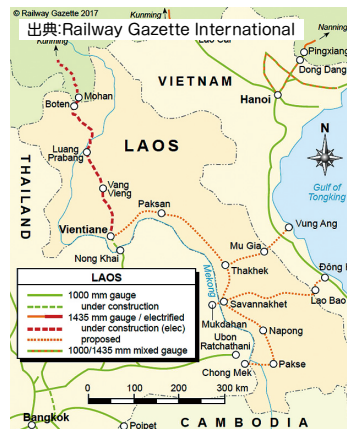 © Railway Gazette 2017
Kunming
出典:Railway Gazette International
Kunming
Lao Cai
Nanning
Pingxiang
Dong Dang
Mohan
Boten
VIETNAM
Hanoi
LAOS
N
Luang
Prabang
THAILAND
Vang
Vieng
Gulf of
Tongking
Paksan
Vientiane
Vung Ang
Mu Gia
Nong Khai
Thakhek
Mekong
Đông
LAOS
1000 mm gauge
under construction
1435 mm gauge / electrified
under construction (elec)
proposed
1000/1435 mm mixed gauge
Savannakhet
Lao Bao
Mukdahan
Napong
Ubon
Ratchathani
Pakse
Chong Mek
0 100 200 300 km
Bangkok
Poipet
CAMBODIA